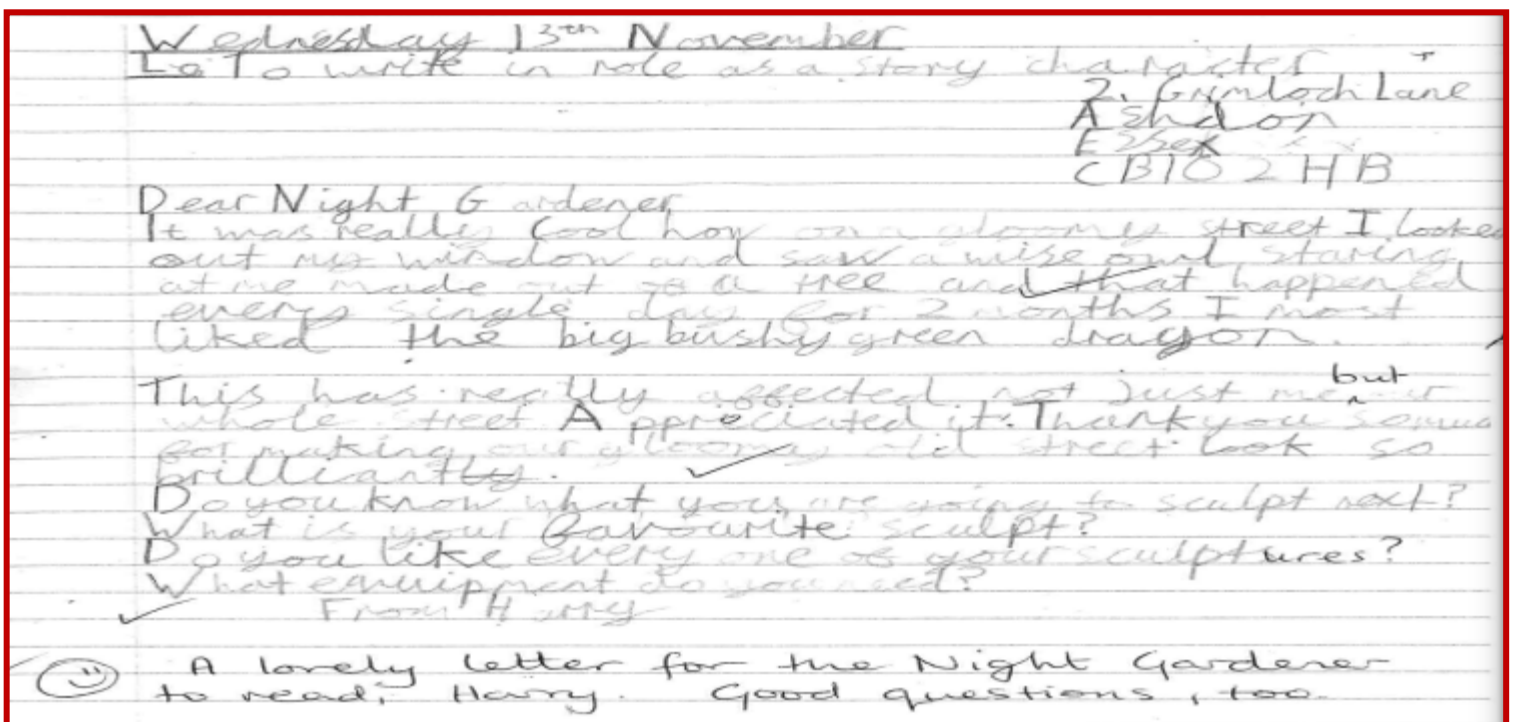 Wednesday 13th November
Lo To write in role as a story character
2. Grimloch Lane
Ashdon
Essex
CB10 2HB
Dear Night Gardener
It was really cool how on a gloomy street I looked
out my window and saw a wise owl staring
at me made out of a tree and that happened
every single day for 2 months I most
liked the big bushy green dragon.
This has really affected not just me but our
whole street Appreciated it. Thank you
for making our gloomy old street look so
brilliantly.
Do you know what you are going to sculpt next?
What is your favourite sculpt?
Do you like every one of your sculptures?
What equipment do you need?
From Harry
A lovely letter for the Night Gardener
to read, Harry. Good questions, too.